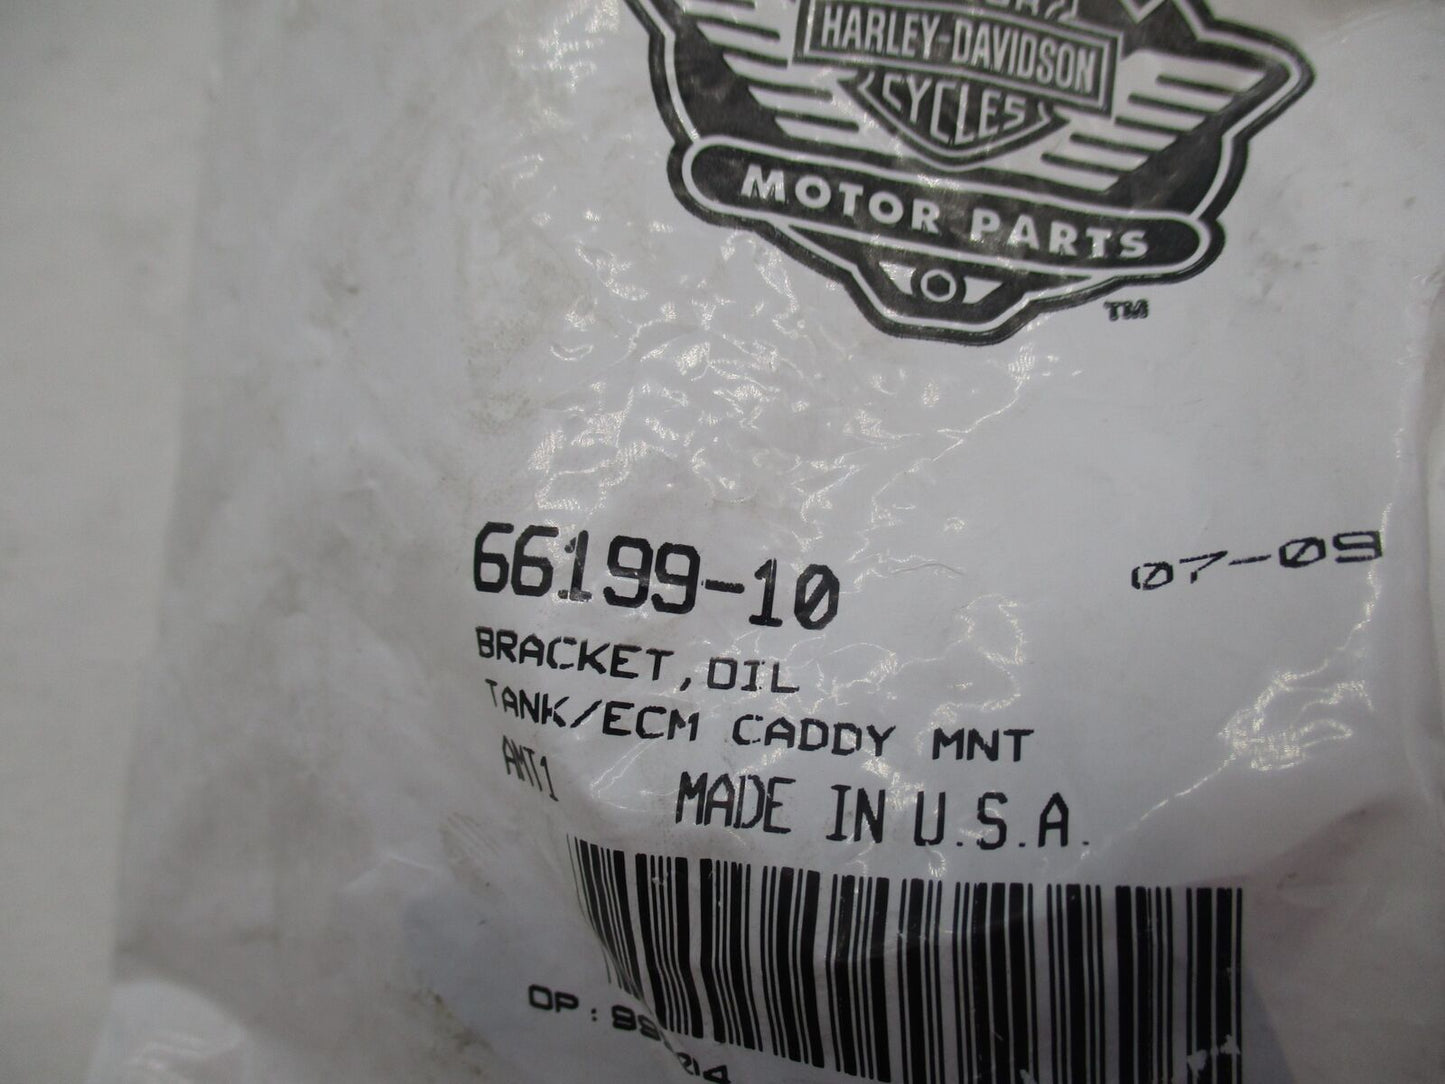 HARLEY-DAVIDSON
CYCLES
MOTOR PARTS
TM
66199-10
07-09
BRACKET, OIL
TANK/ECM CADDY MNT
AMT1
MADE IN U.S.A.
OP: